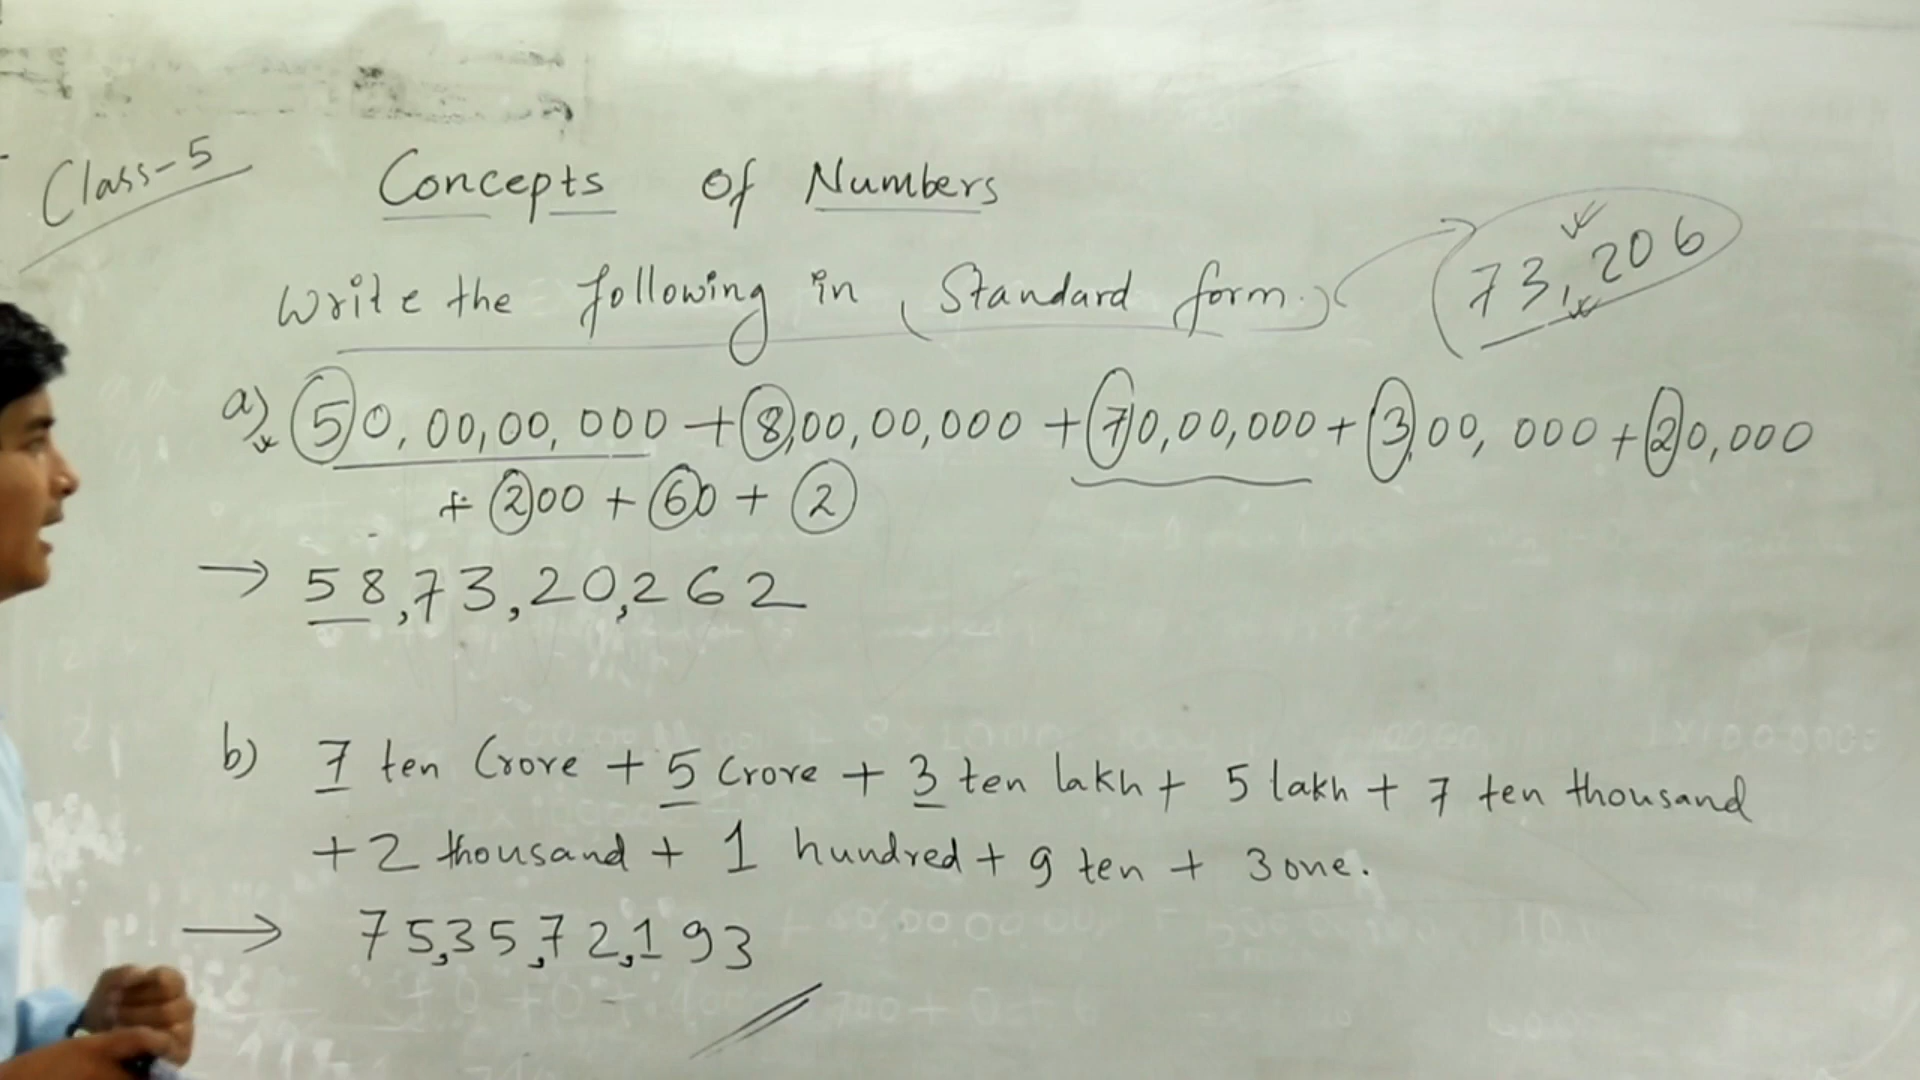 Class-5
Concepts of Numbers
Write the following in (Standard form.)
73,206
a) 50,00,00,000 + 8,00,00,000 + 70,00,000 + 3,00,000 + 20,000
+ 200 + 60 + 2
→ 58,73,20,262
b) 7 ten Crore + 5 Crore + 3 ten lakh + 5 lakh + 7 ten thousand
+ 2 thousand + 1 hundred + 9 ten + 3 one.
→ 75,35,72,193